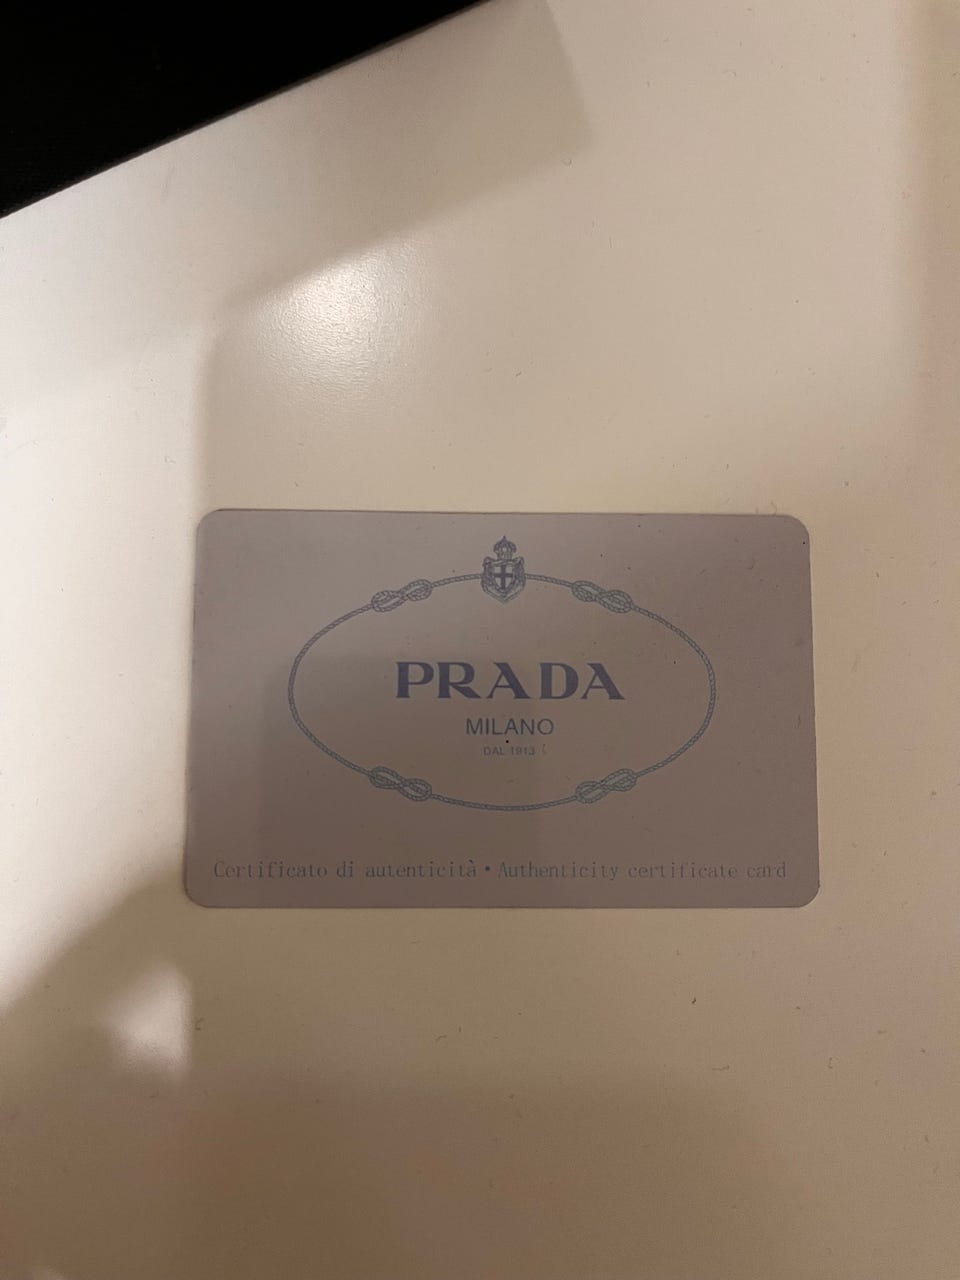 PRADA
MILANO
DAL 1913
Certificato di autenticità • Authenticity certificate card